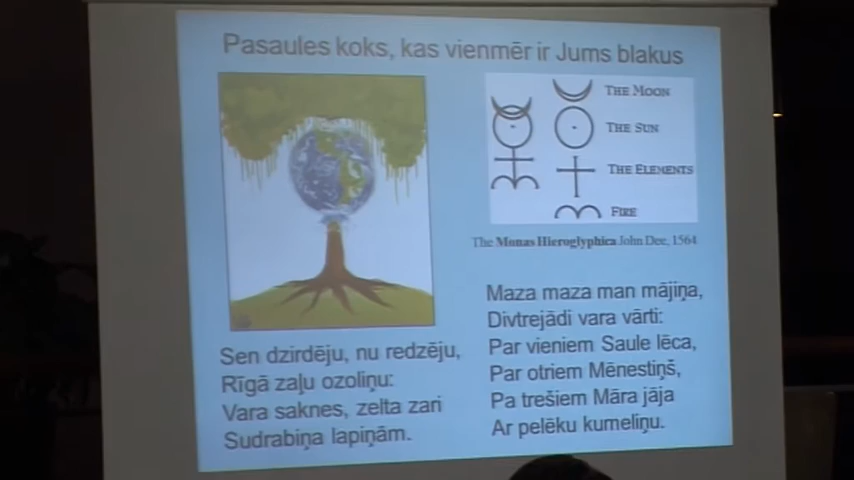 Pasaules koks, kas vienmēr ir Jums blakus
THE MOON
THE SUN
THE ELEMENTS
FIRE
The Monas Hieroglyphica John Dee, 1564
Sen dzirdēju, nu redzēju,
Rīgā zaļu ozoliņu:
Vara saknes, zelta zari
Sudrabiņa lapiņām.
Maza maza man mājiņa,
Divtrejādi vara vārti:
Par vieniem Saule lēca,
Par otriem Mēnestiņš,
Pa trešiem Māra jāja
Ar pelēku kumeliņu.